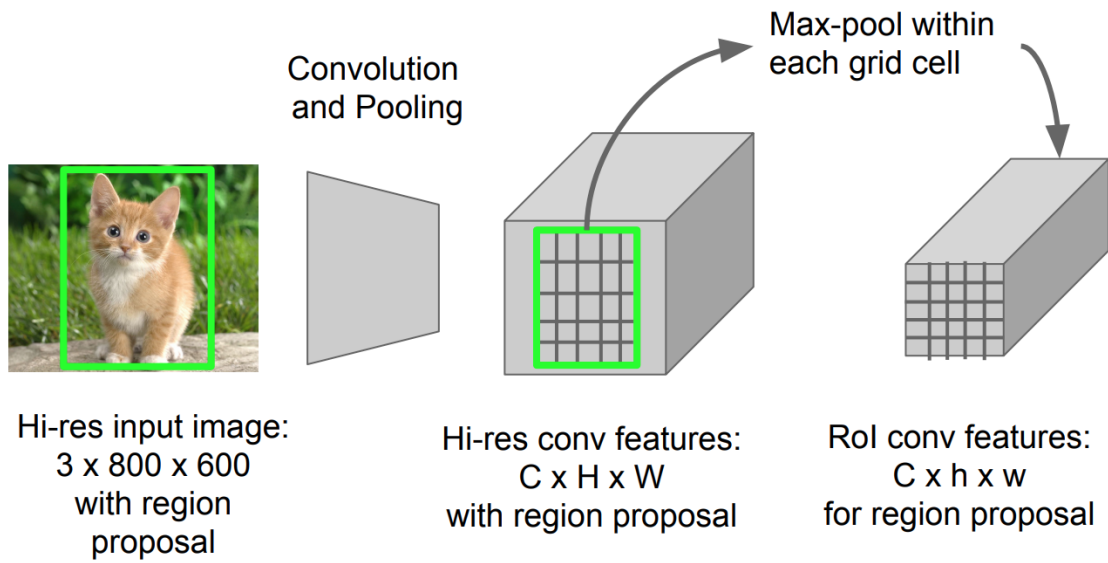 Convolution
and Pooling
Max-pool within
each grid cell
Hi-res input image:
3 x 800 x 600
with region
proposal
Hi-res conv features:
C x H x W
with region proposal
RoI conv features:
C x h x w
for region proposal